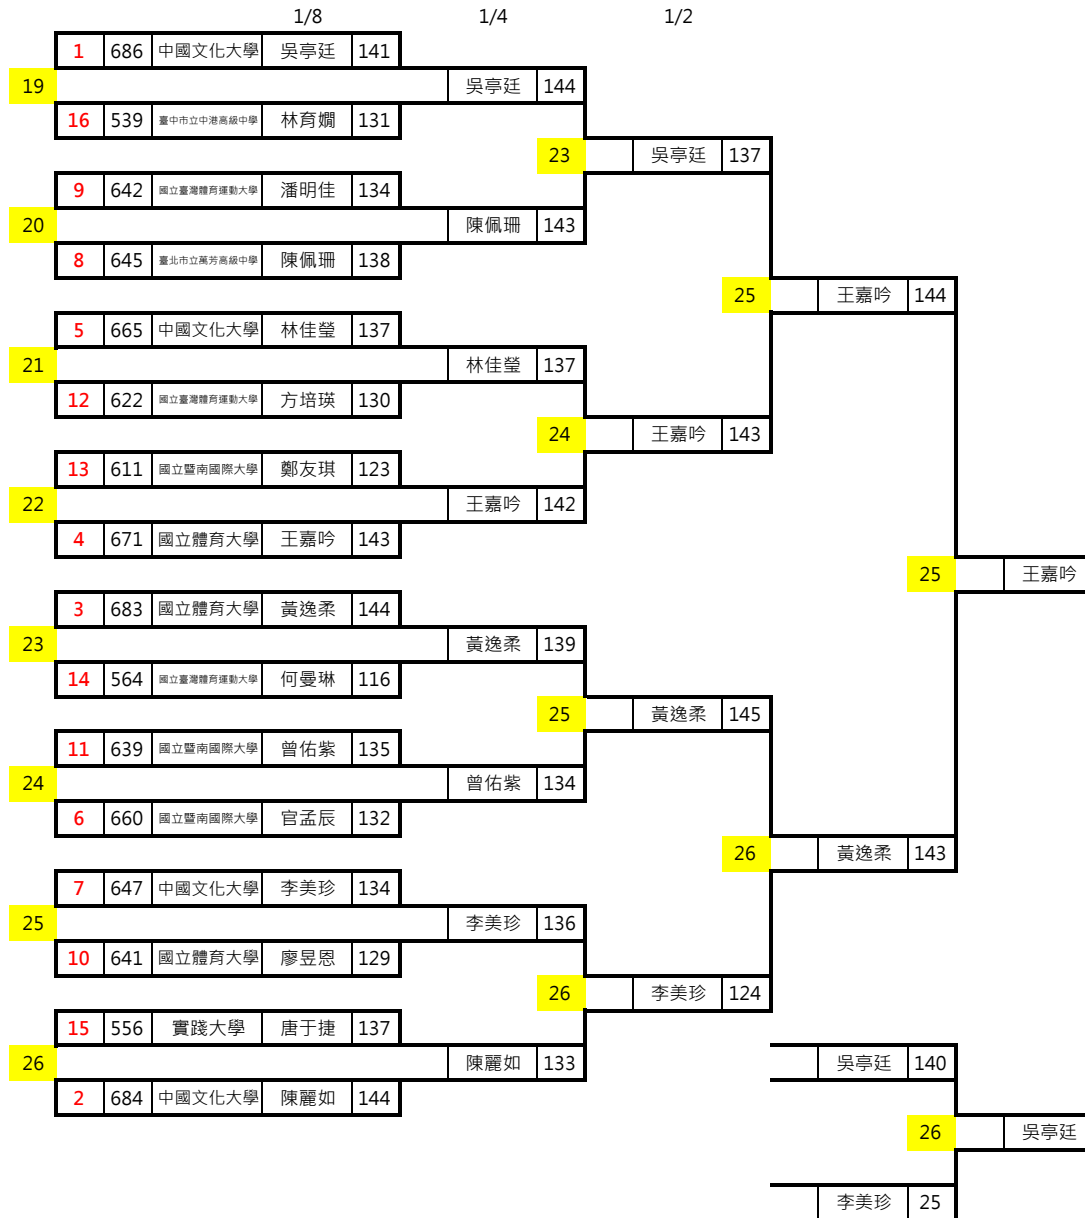 1/8 1/4 1/2
1 686 中國文化大學 吳亭廷 141
19 吳亭廷 144
16 539 臺中市立中港高級中學 林育嫺 131
23 吳亭廷 137
9 642 國立臺灣體育運動大學 潘明佳 134
20 陳佩珊 143
8 645 臺北市立萬芳高級中學 陳佩珊 138
25 王嘉吟 144
5 665 中國文化大學 林佳瑩 137
21 林佳瑩 137
12 622 國立臺灣體育運動大學 方培瑛 130
24 王嘉吟 143
13 611 國立暨南國際大學 鄭友琪 123
22 王嘉吟 142
4 671 國立體育大學 王嘉吟 143
25 王嘉吟
3 683 國立體育大學 黃逸柔 144
23 黃逸柔 139
14 564 國立臺灣體育運動大學 何曼琳 116
25 黃逸柔 145
11 639 國立暨南國際大學 曾佑紫 135
24 曾佑紫 134
6 660 國立暨南國際大學 官孟辰 132
26 黃逸柔 143
7 647 中國文化大學 李美珍 134
25 李美珍 136
10 641 國立體育大學 廖昱恩 129
26 李美珍 124
15 556 實踐大學 唐于捷 137
26 陳麗如 133 吳亭廷 140
2 684 中國文化大學 陳麗如 144
26 吳亭廷
李美珍 25